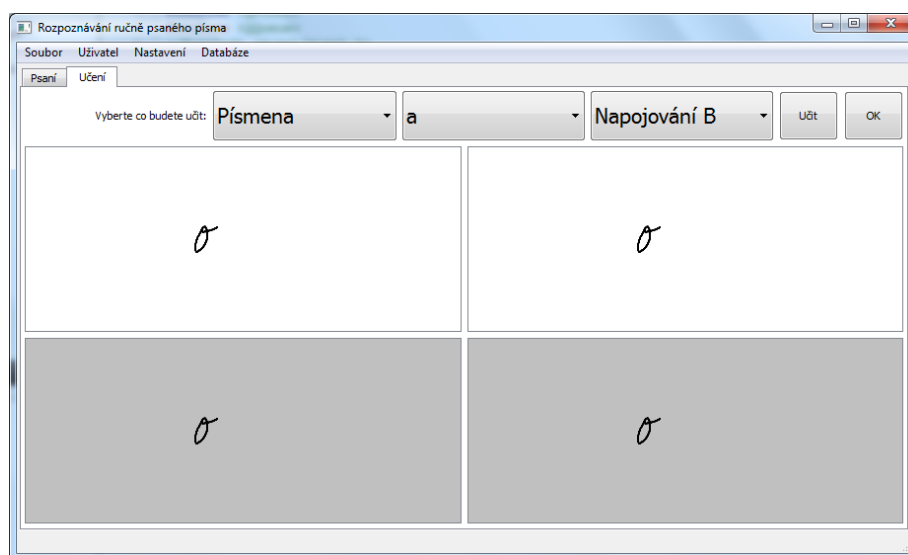 Rozpoznávání ručně psaného písma
Soubor Uživatel Nastavení Databáze
Psaní Učení
Vyberte co budete učit: Písmena a Napojování B Učit OK
o o
o o